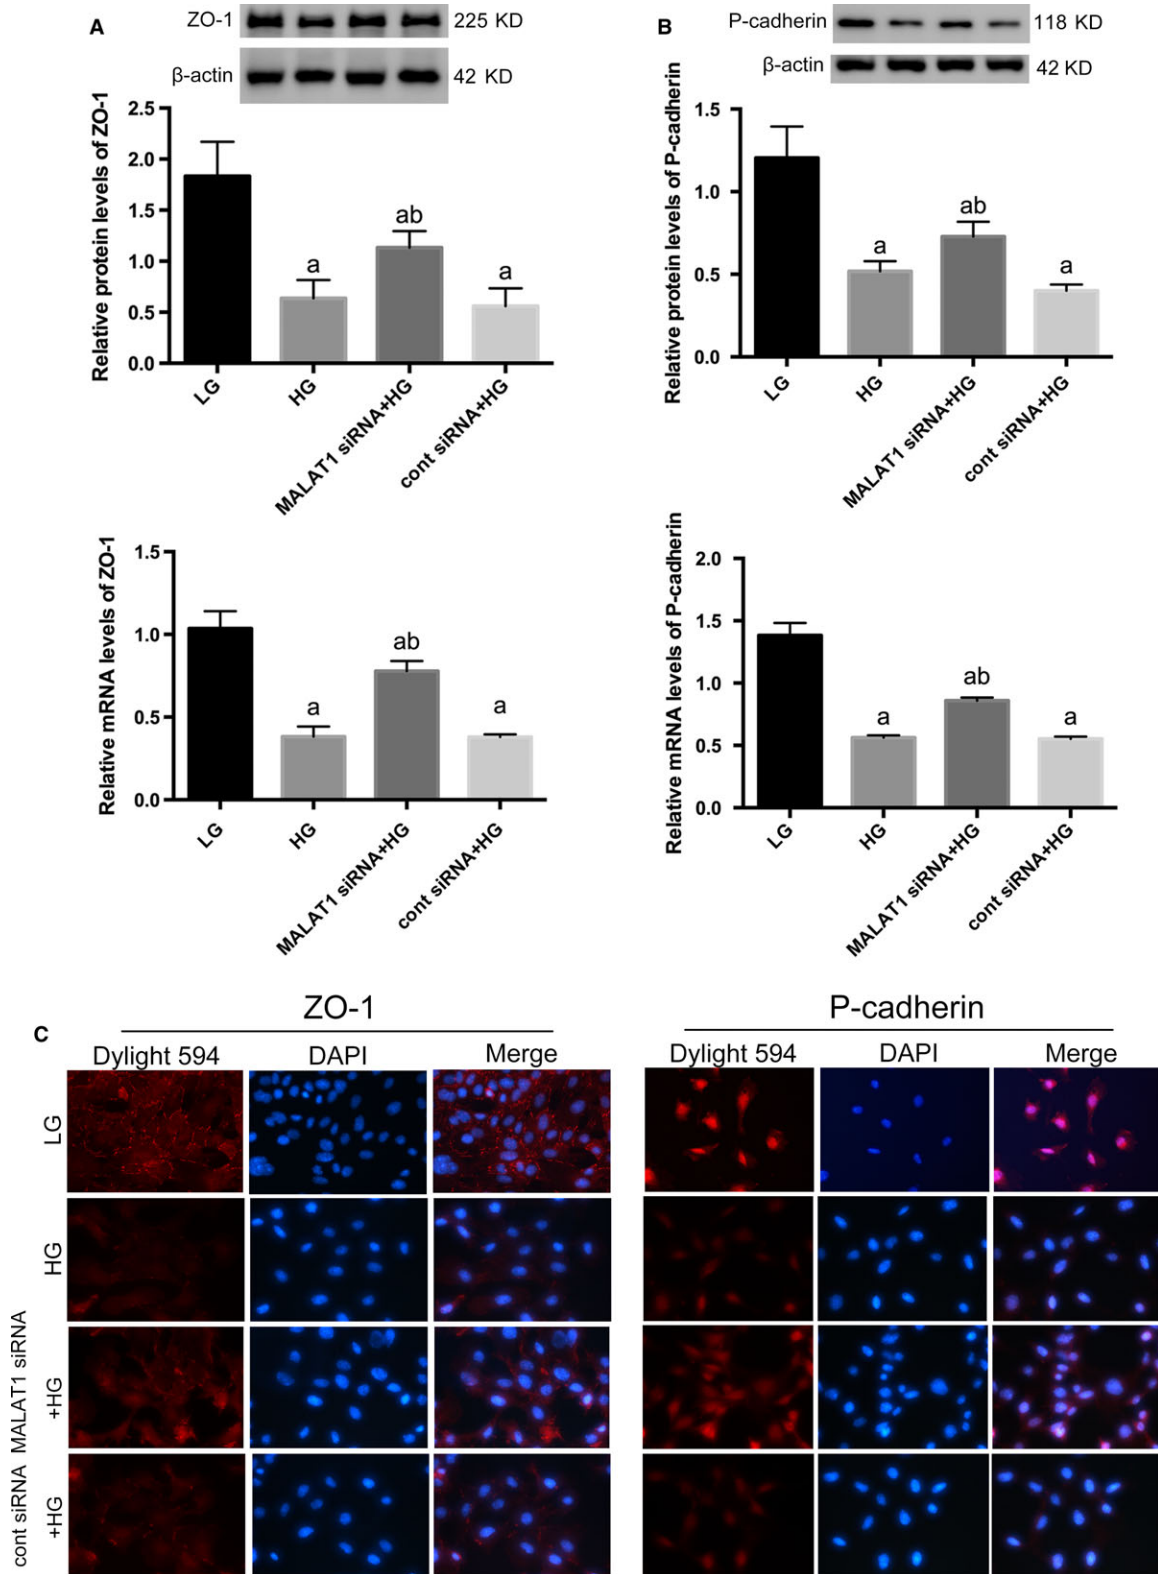 A
ZO-1
225 KD
β-actin
42 KD
Relative protein levels of ZO-1
2.5
2.0
1.5
1.0
0.5
0.0
a
ab
a
LG
HG
MALAT1 siRNA+HG
cont siRNA+HG
Relative mRNA levels of ZO-1
1.5
1.0
0.5
0.0
a
ab
a
LG
HG
MALAT1 siRNA+HG
cont siRNA+HG
B
P-cadherin
118 KD
β-actin
42 KD
Relative protein levels of P-cadherin
1.5
1.0
0.5
0.0
a
ab
a
LG
HG
MALAT1 siRNA+HG
cont siRNA+HG
Relative mRNA levels of P-cadherin
2.0
1.5
1.0
0.5
0.0
a
ab
a
LG
HG
MALAT1 siRNA+HG
cont siRNA+HG
C
ZO-1
P-cadherin
Dylight 594 DAPI Merge
Dylight 594 DAPI Merge
LG
HG
MALAT1 siRNA
+HG
cont siRNA
+HG